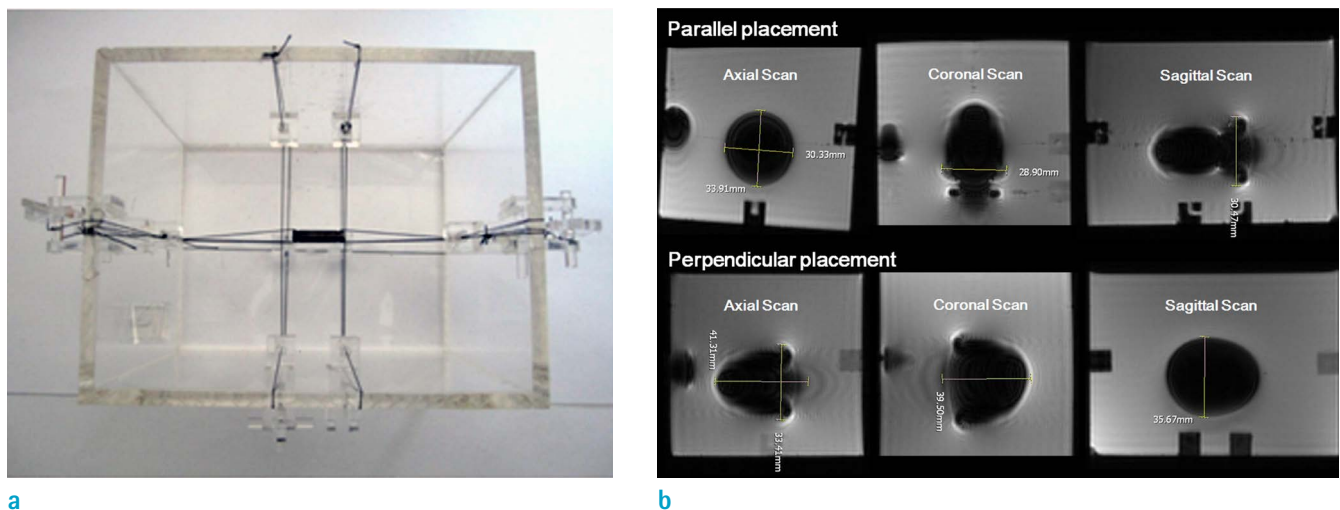 Parallel placement
Axial Scan
Coronal Scan
Sagittal Scan
30.33mm
33.91mm
28.90mm
30.47mm
Perpendicular placement
Axial Scan
Coronal Scan
Sagittal Scan
41.31mm
33.41mm
39.50mm
35.67mm
a
b